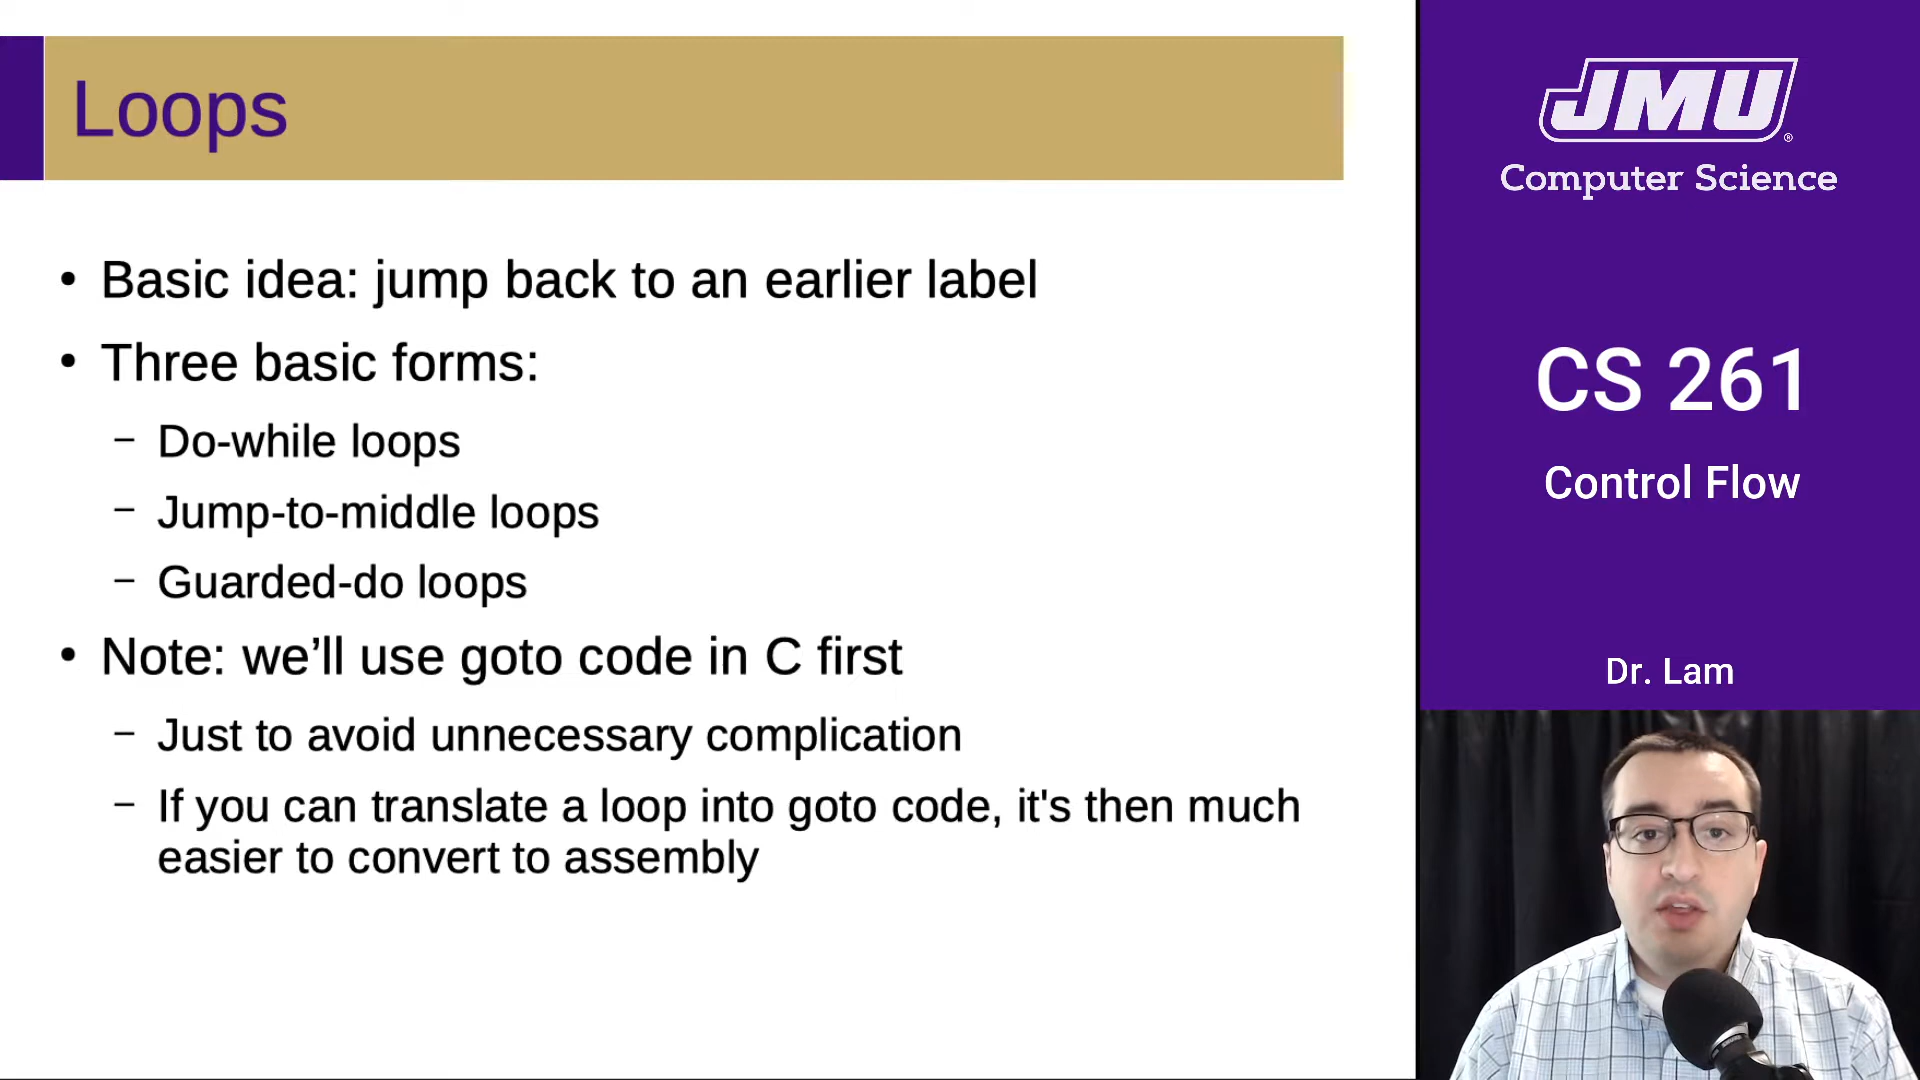 Loops
• Basic idea: jump back to an earlier label
• Three basic forms:
– Do-while loops
– Jump-to-middle loops
– Guarded-do loops
• Note: we’ll use goto code in C first
– Just to avoid unnecessary complication
– If you can translate a loop into goto code, it's then much
easier to convert to assembly
JMU®
Computer Science
CS 261
Control Flow
Dr. Lam